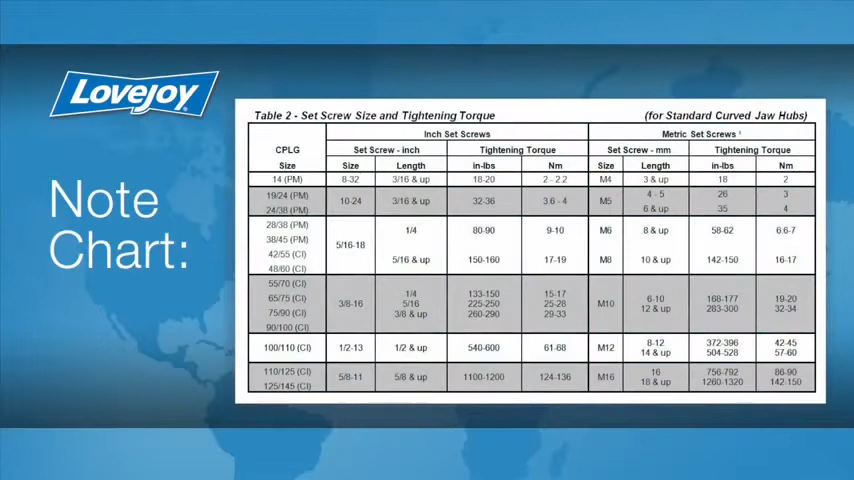 Lovejoy®
Note
Chart:
Table 2 - Set Screw Size and Tightening Torque (for Standard Curved Jaw Hubs)
Inch Set Screws Metric Set Screws ¹
CPLG Set Screw - inch Tightening Torque Set Screw - mm Tightening Torque
Size Size Length in-lbs Nm Size Length in-lbs Nm
14 (PM) 8-32 3/16 & up 18-20 2 - 2.2 M4 3 & up 18 2
19/24 (PM) 10-24 3/16 & up 32-36 3.6 - 4 M5 4 - 5 26 3
24/38 (PM) 6 & up 35 4
28/38 (PM) 5/16-18 1/4 80-90 9-10 M6 8 & up 58-62 6.6-7
38/45 (PM)
42/55 (CI) 5/16 & up 150-160 17-19 M8 10 & up 142-150 16-17
48/60 (CI)
55/70 (CI) 3/8-16 1/4 133-150 15-17 M10 6-10 168-177 19-20
65/75 (CI) 5/16 225-250 25-28 12 & up 283-300 32-34
75/90 (CI) 3/8 & up 260-290 29-33
90/100 (CI)
100/110 (CI) 1/2-13 1/2 & up 540-600 61-68 M12 8-12 372-396 42-45
14 & up 504-528 57-60
110/125 (CI) 5/8-11 5/8 & up 1100-1200 124-136 M16 16 756-792 86-90
125/145 (CI) 18 & up 1260-1320 142-150